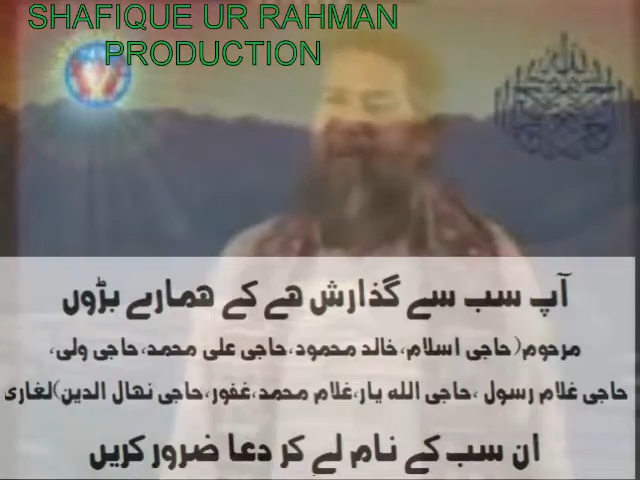 SHAFIQUE UR RAHMAN
PRODUCTION
آپ سب سے گذارش ھے کے ھمارے بڑوں
مرحوم(حاجی اسلام،خالد محمود،حاجی علی محمد،حاجی ولی،
حاجی غلام رسول ،حاجی الله یار،غلام محمد،غفور،حاجی نھال الدین)لغاری
ان سب کے نام لے کر دعا ضرور کریں